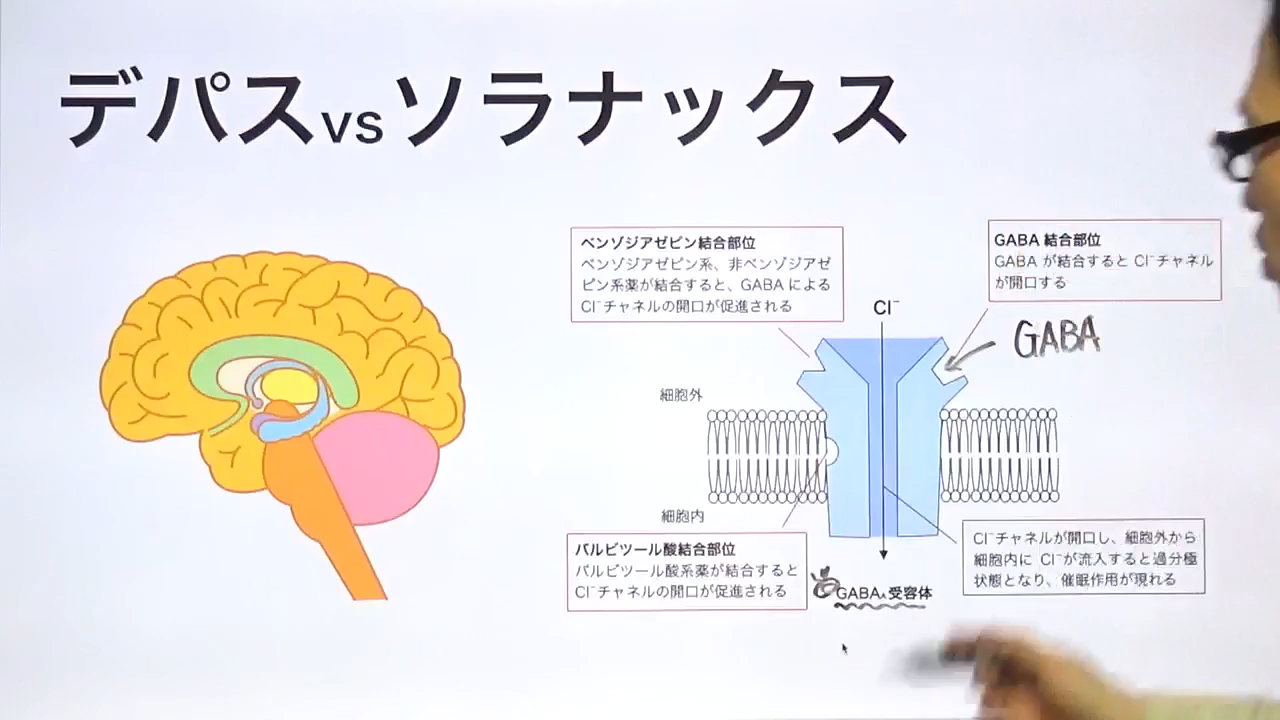 デパス vs ソラナックス
ベンゾジアゼピン結合部位
ベンゾジアゼピン系、非ベンゾジアゼ
ピン系薬が結合すると、GABA による
Cl⁻チャネルの開口が促進される
GABA 結合部位
GABA が結合すると Cl⁻チャネル
が開口する
Cl⁻
GABA
細胞外
細胞内
バルビツール酸結合部位
バルビツール酸系薬が結合すると
Cl⁻チャネルの開口が促進される
Cl⁻チャネルが開口し、細胞外から
細胞内に Cl⁻が流入すると過分極
状態となり、催眠作用が現れる
GABAA受容体